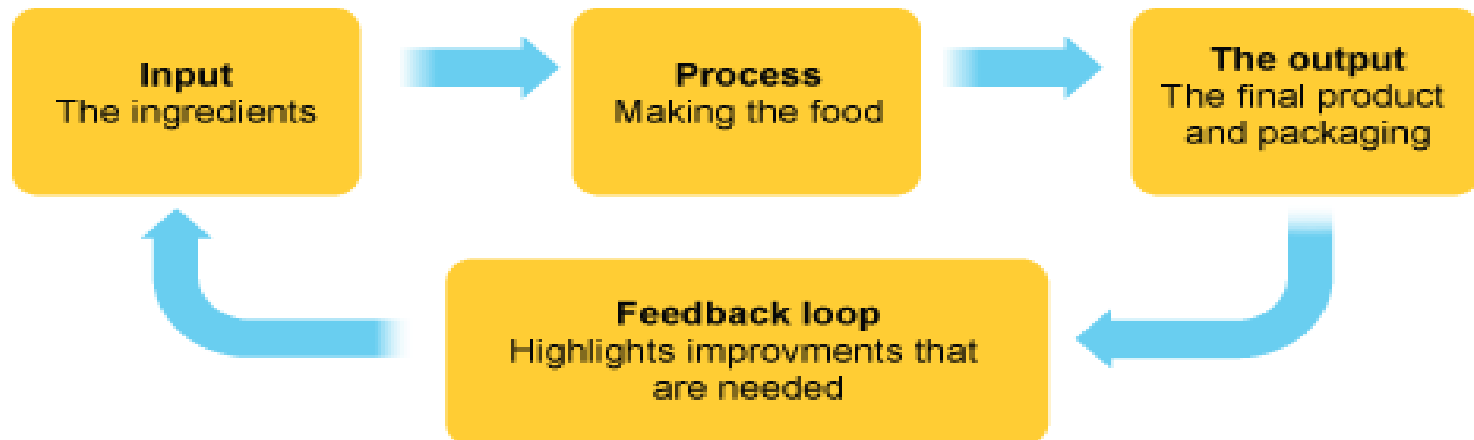 Input
The ingredients
Process
Making the food
The output
The final product
and packaging
Feedback loop
Highlights improvments that
are needed